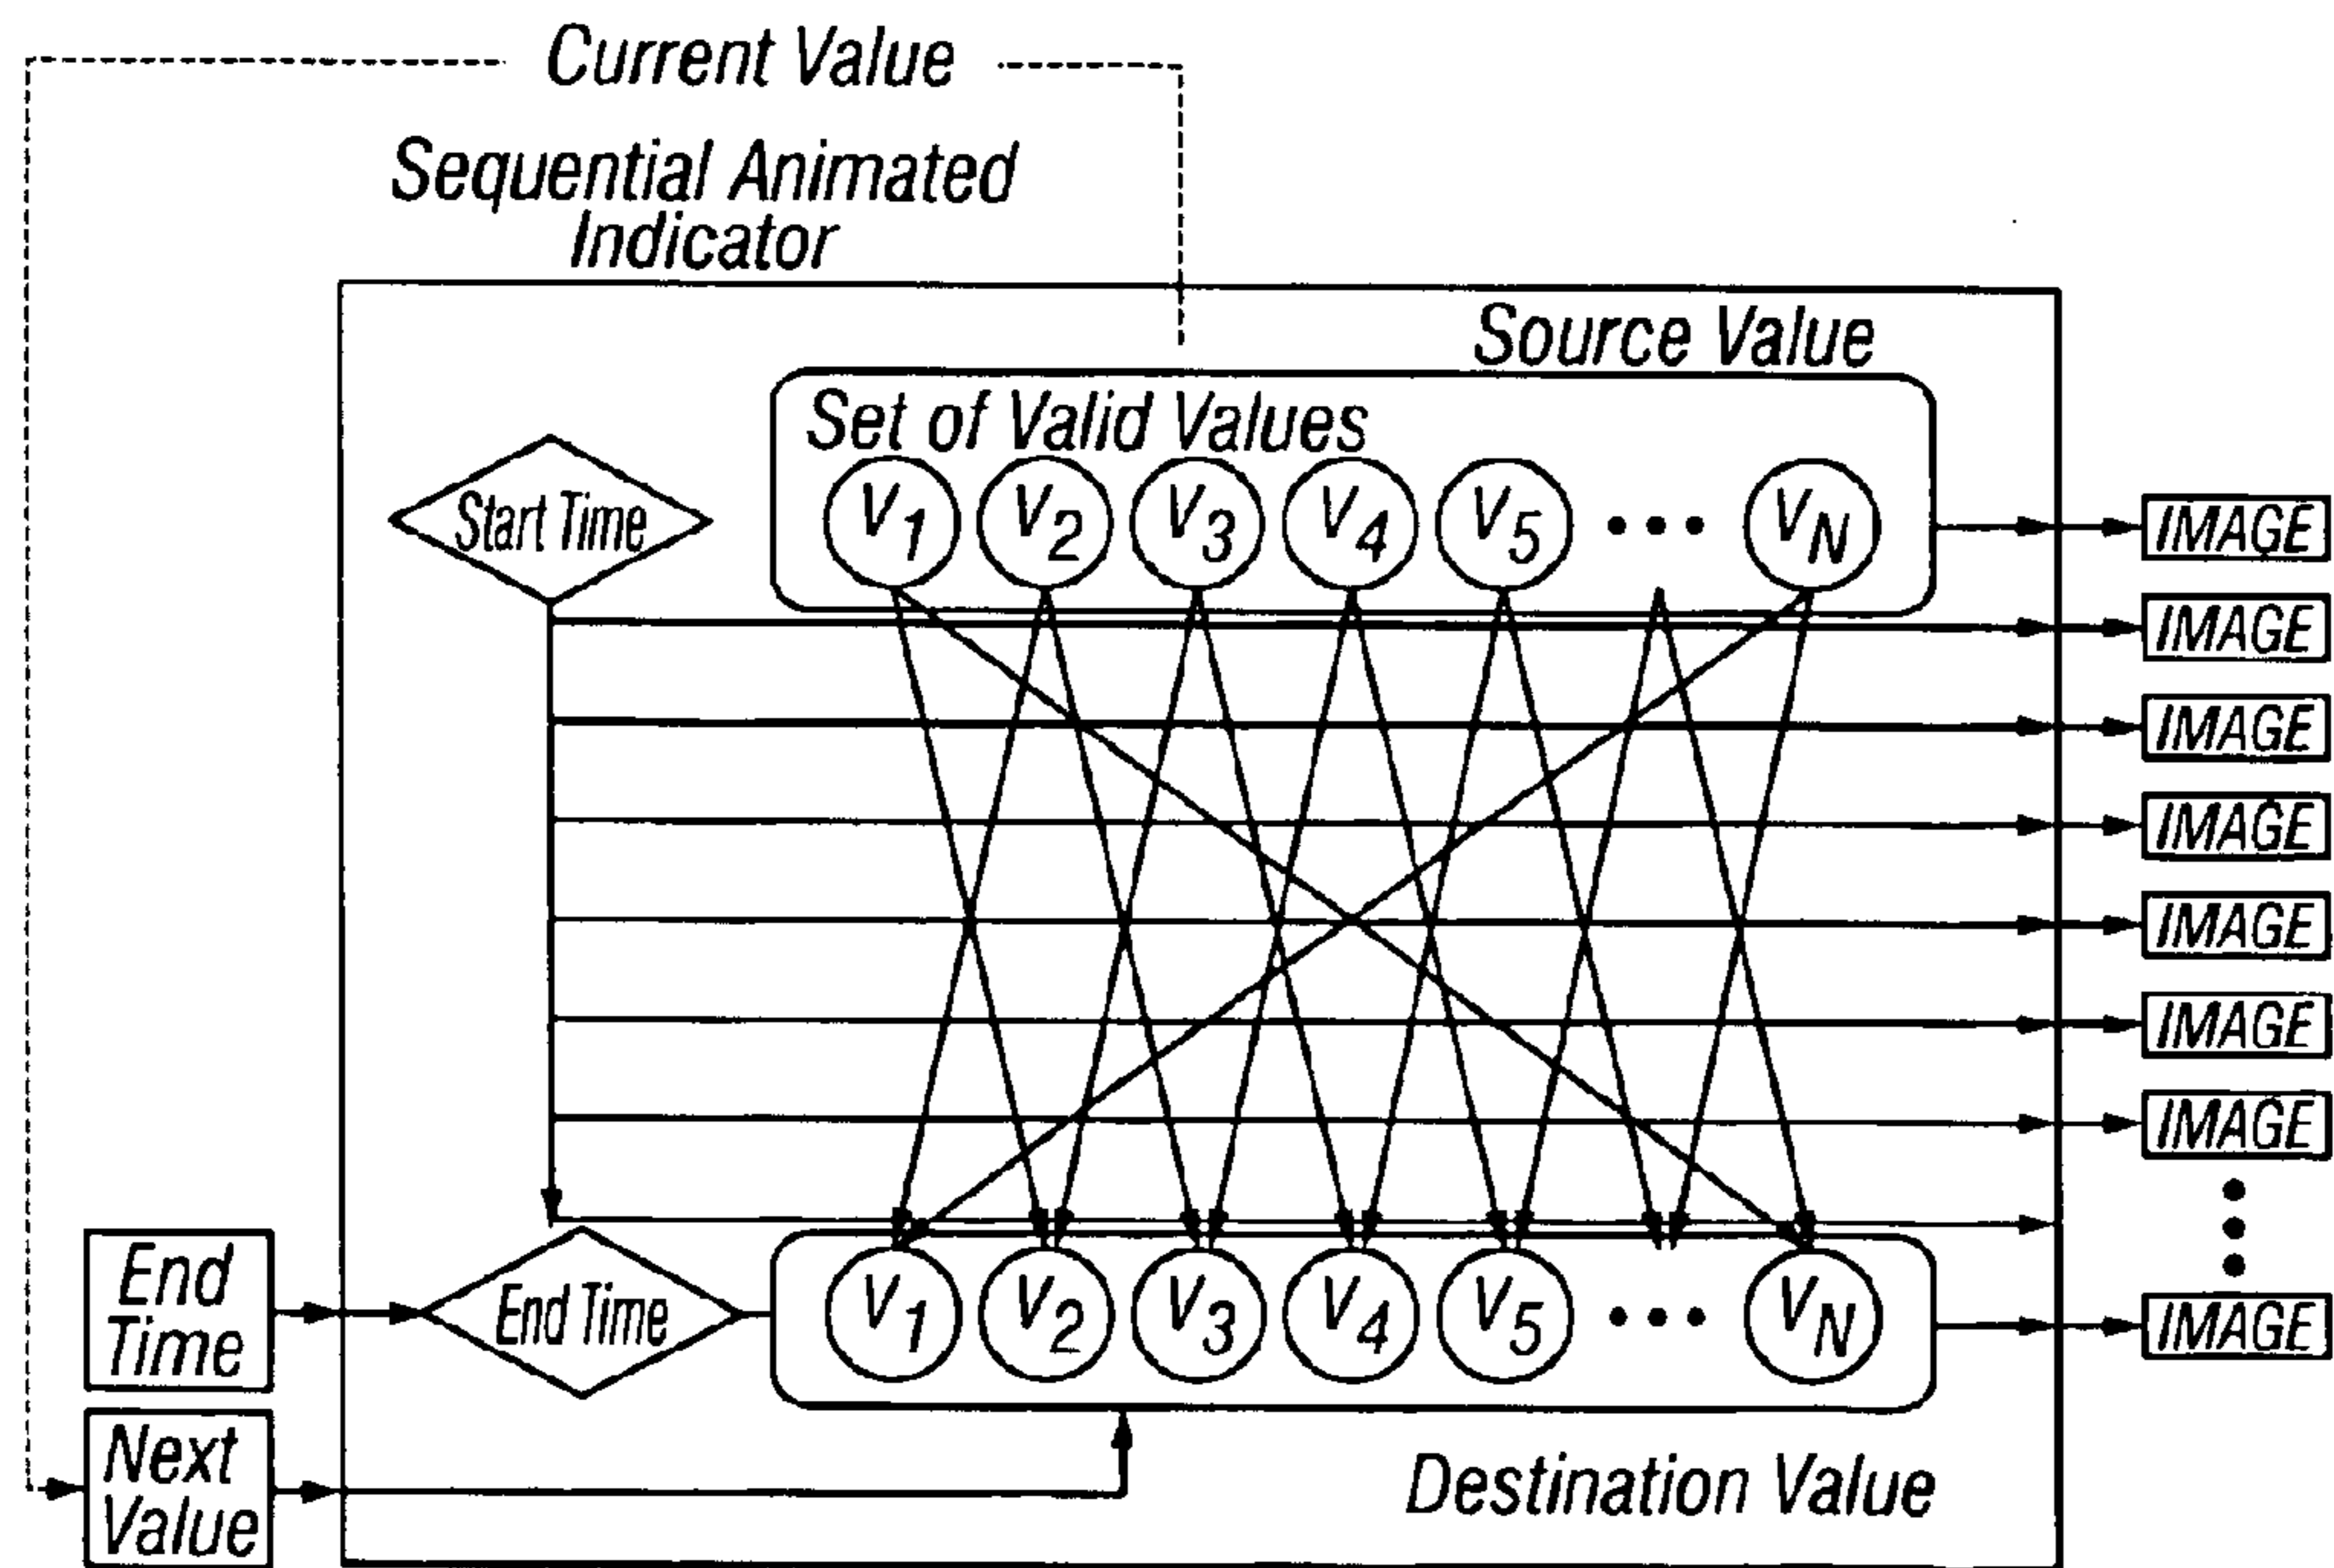 Current Value
Sequential Animated
Indicator
Source Value
Set of Valid Values
Start Time
V1 V2 V3 V4 V5 ... VN
IMAGE
IMAGE
IMAGE
IMAGE
IMAGE
IMAGE
IMAGE
End
Time
End Time
V1 V2 V3 V4 V5 ... VN
IMAGE
Next
Value
Destination Value